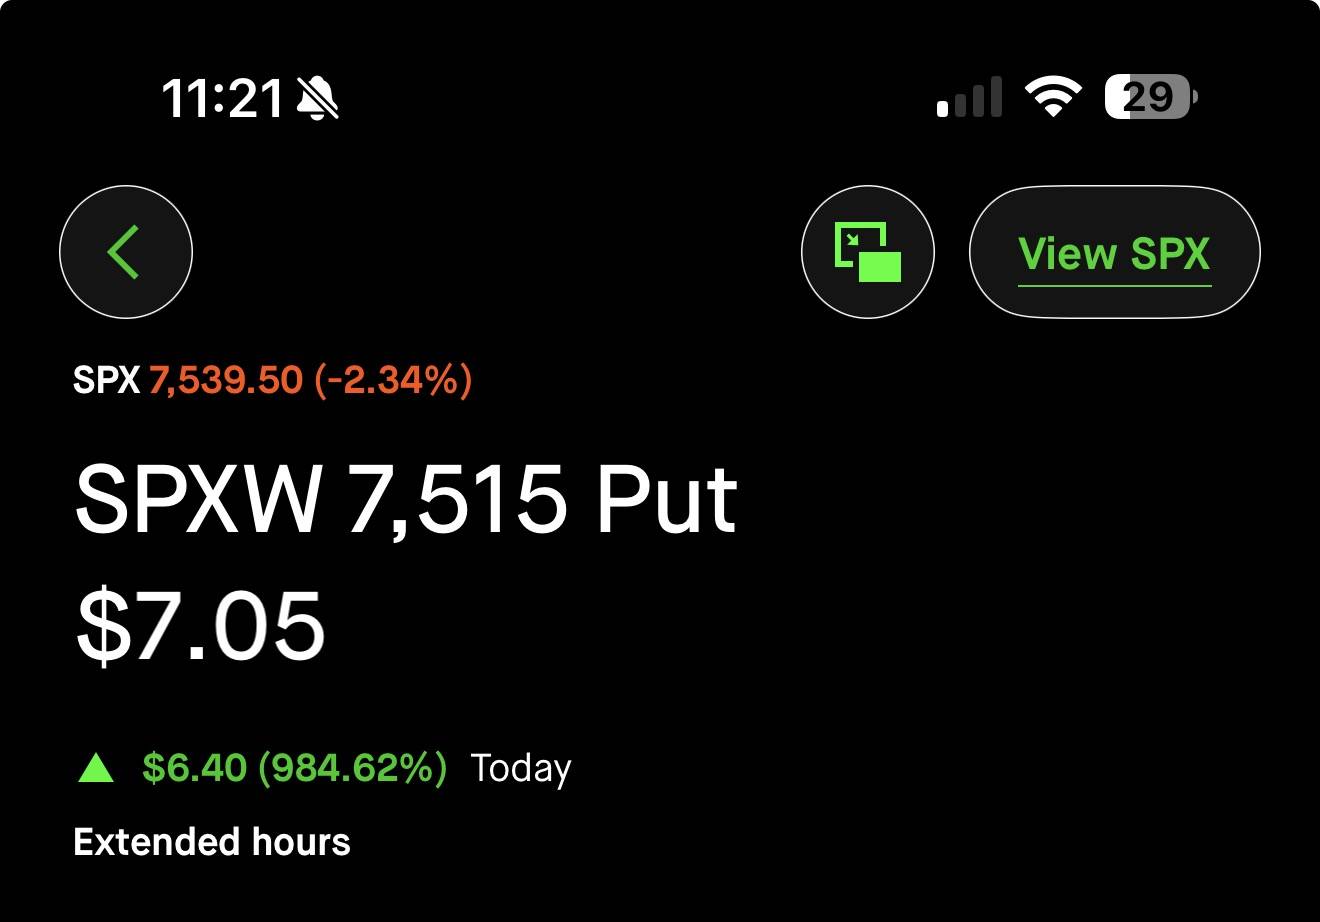 11:21
29
View SPX
SPX 7,539.50 (-2.34%)
SPXW 7,515 Put
$7.05
▲ $6.40 (984.62%) Today
Extended hours